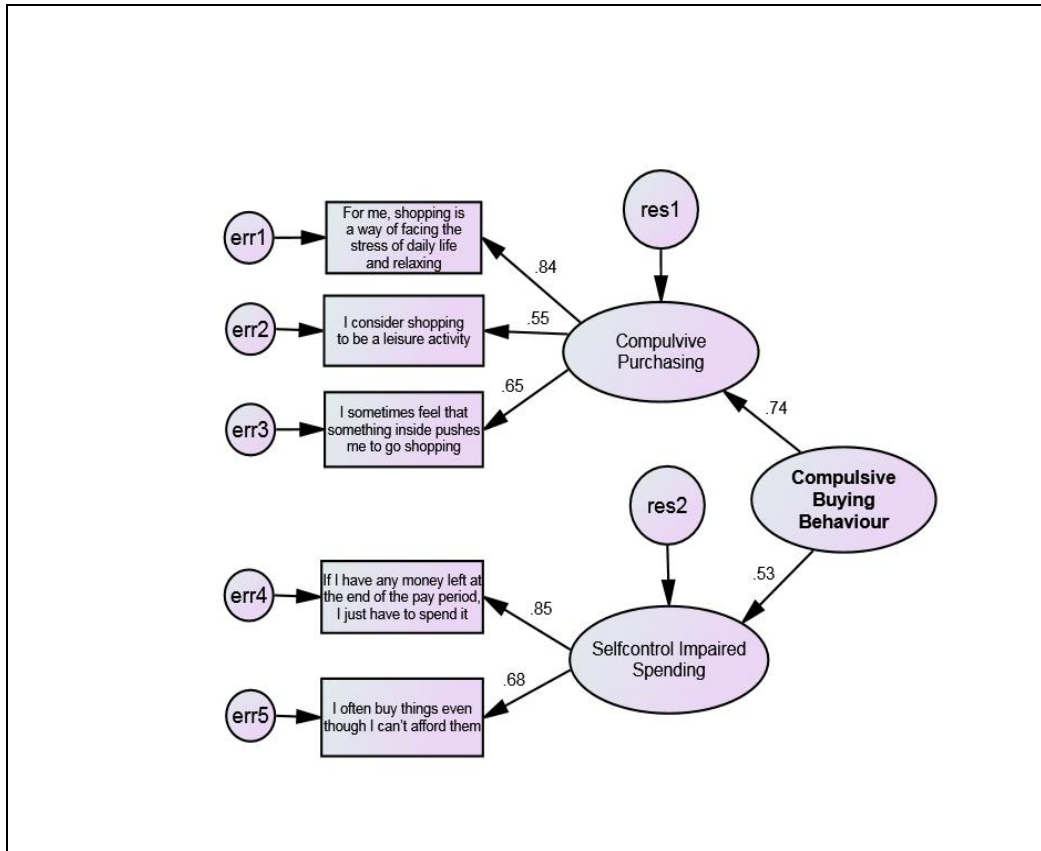 err1
For me, shopping is
a way of facing the
stress of daily life
and relaxing
.84
res1
err2
I consider shopping
to be a leisure activity
.55
Compulvive
Purchasing
err3
I sometimes feel that
something inside pushes
me to go shopping
.65
.74
Compulsive
Buying
Behaviour
res2
.53
err4
If I have any money left at
the end of the pay period,
I just have to spend it
.85
Selfcontrol Impaired
Spending
err5
I often buy things even
though I can't afford them
.68